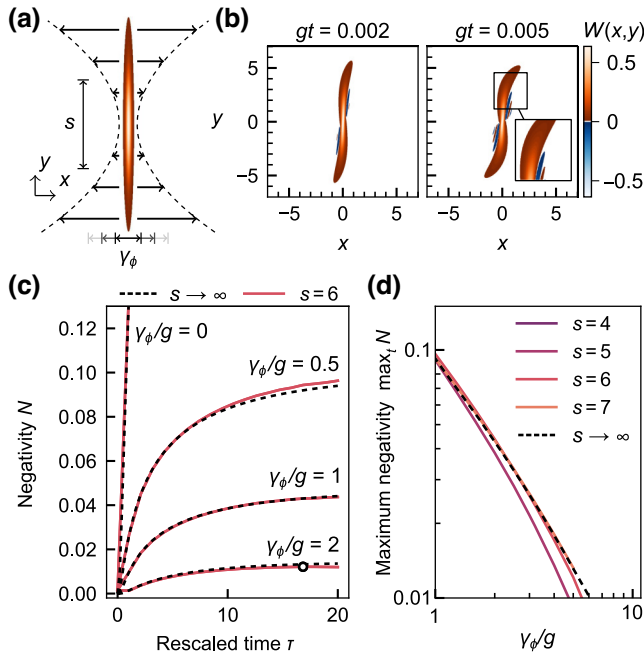 (a)
s
y
x
γϕ
(b)
gt = 0.002
gt = 0.005
W(x,y)
y
5
0
−5
−5 0 5
x
−5 0 5
x
0.5
0
−0.5
(c)
s → ∞
s = 6
γϕ/g = 0
γϕ/g = 0.5
γϕ/g = 1
γϕ/g = 2
Negativity N
0.12
0.10
0.08
0.06
0.04
0.02
0.00
0 10 20
Rescaled time τ
(d)
s = 4
s = 5
s = 6
s = 7
s → ∞
Maximum negativity maxt N
0.1
0.01
1 10
γϕ/g